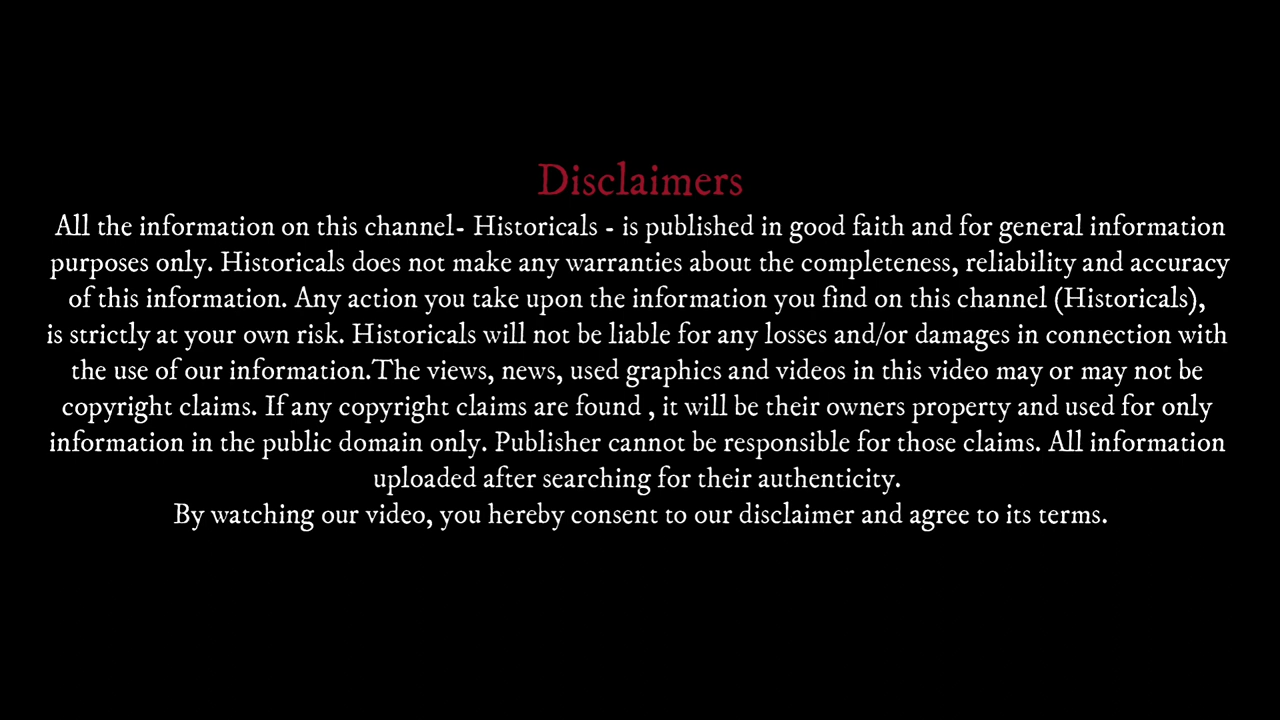 Disclaimers
All the information on this channel- Historicals - is published in good faith and for general information
purposes only. Historicals does not make any warranties about the completeness, reliability and accuracy
of this information. Any action you take upon the information you find on this channel (Historicals),
is strictly at your own risk. Historicals will not be liable for any losses and/or damages in connection with
the use of our information.The views, news, used graphics and videos in this video may or may not be
copyright claims. If any copyright claims are found , it will be their owners property and used for only
information in the public domain only. Publisher cannot be responsible for those claims. All information
uploaded after searching for their authenticity.
By watching our video, you hereby consent to our disclaimer and agree to its terms.